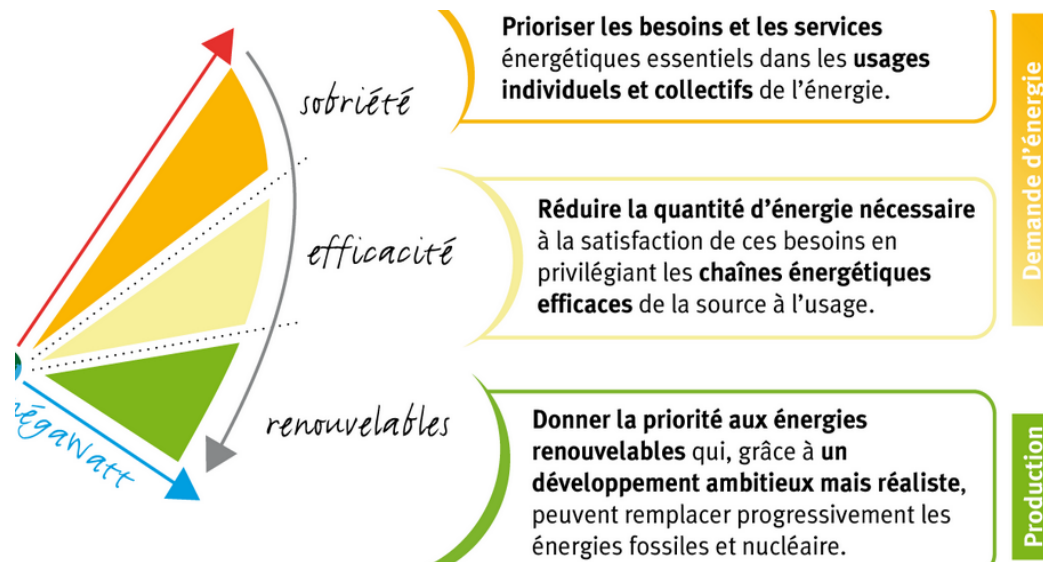 sobriété
Prioriser les besoins et les services
énergétiques essentiels dans les usages
individuels et collectifs de l'énergie.
efficacité
Réduire la quantité d'énergie nécessaire
à la satisfaction de ces besoins en
privilégiant les chaînes énergétiques
efficaces de la source à l'usage.
Demande d'énergie
renouvelables
Donner la priorité aux énergies
renouvelables qui, grâce à un
développement ambitieux mais réaliste,
peuvent remplacer progressivement les
énergies fossiles et nucléaire.
Production
négaWatt